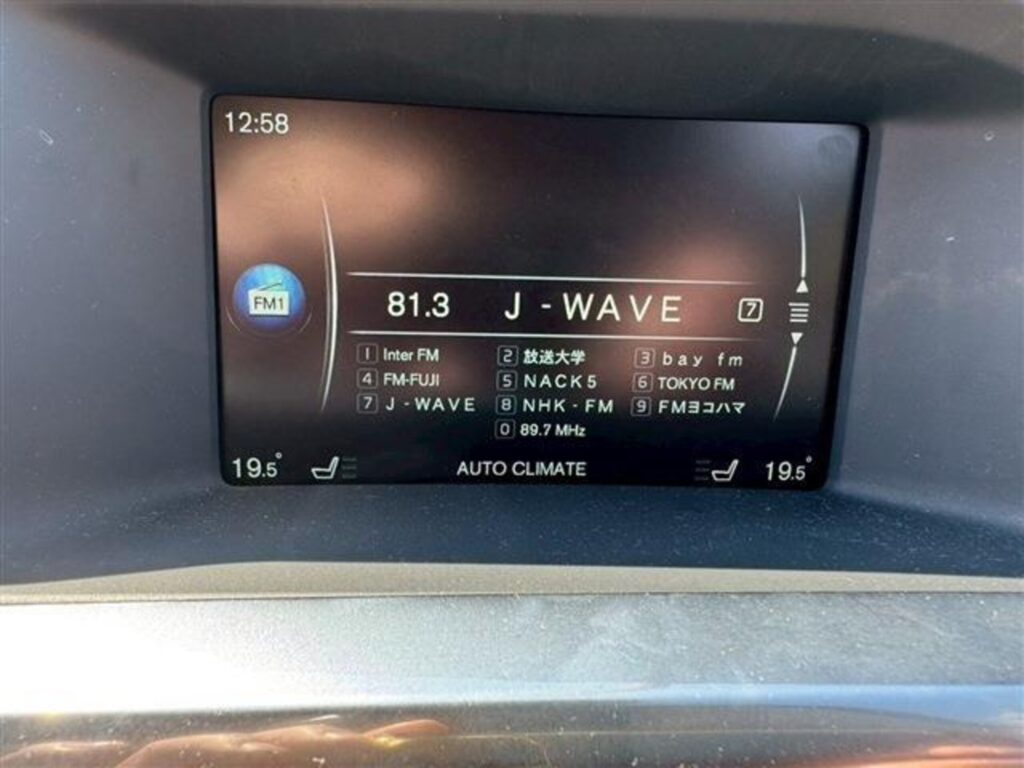 12:58
FM1
81.3 J-WAVE 7
1 Inter FM 2 放送大学 3 bay fm
4 FM-FUJI 5 NACK5 6 TOKYO FM
7 J-WAVE 8 NHK-FM 9 FMヨコハマ
0 89.7 MHz
19.5° AUTO CLIMATE 19.5°